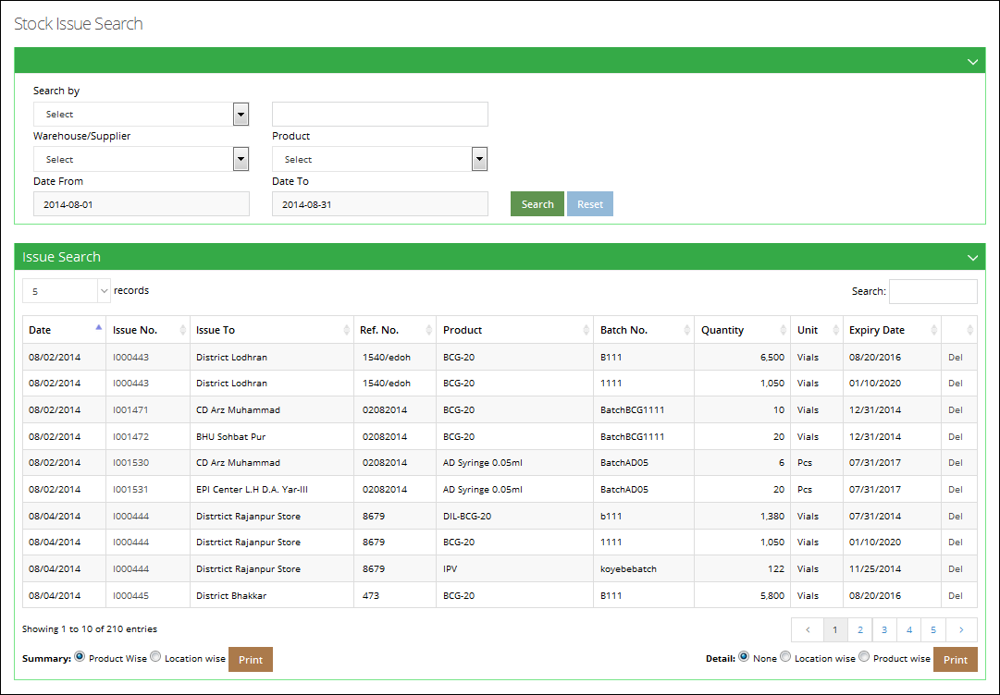 Stock Issue Search
Search by
Select
Warehouse/Supplier Product
Select Select
Date From Date To
2014-08-01 2014-08-31 Search Reset
Issue Search
5 records Search:
Date Issue No. Issue To Ref. No. Product Batch No. Quantity Unit Expiry Date
08/02/2014 I000443 District Lodhran 1540/edoh BCG-20 B111 6,500 Vials 08/20/2016 Del
08/02/2014 I000443 District Lodhran 1540/edoh BCG-20 1111 1,050 Vials 01/10/2020 Del
08/02/2014 I001471 CD Arz Muhammad 02082014 BCG-20 BatchBCG1111 10 Vials 12/31/2014 Del
08/02/2014 I001472 BHU Sohbat Pur 02082014 BCG-20 BatchBCG1111 20 Vials 12/31/2014 Del
08/02/2014 I001530 CD Arz Muhammad 02082014 AD Syringe 0.05ml BatchAD05 6 Pcs 07/31/2017 Del
08/02/2014 I001531 EPI Center L.H D.A. Yar-III 02082014 AD Syringe 0.05ml BatchAD05 20 Pcs 07/31/2017 Del
08/04/2014 I000444 Distrtict Rajanpur Store 8679 DIL-BCG-20 b111 1,380 Vials 07/31/2014 Del
08/04/2014 I000444 Distrtict Rajanpur Store 8679 BCG-20 1111 1,050 Vials 01/10/2020 Del
08/04/2014 I000444 Distrtict Rajanpur Store 8679 IPV koyebebatch 122 Vials 11/25/2014 Del
08/04/2014 I000445 District Bhakkar 473 BCG-20 B111 5,800 Vials 08/20/2016 Del
Showing 1 to 10 of 210 entries < 1 2 3 4 5 >
Summary: Product Wise Location wise Print Detail: None Location wise Product wise Print